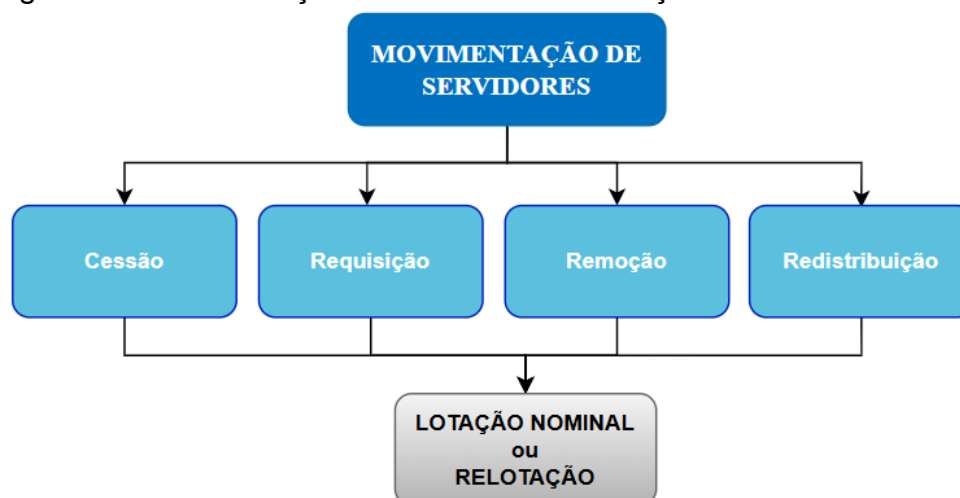 MOVIMENTAÇÃO DE
SERVIDORES
Cessão
Requisição
Remoção
Redistribuição
LOTAÇÃO NOMINAL
ou
RELOTAÇÃO